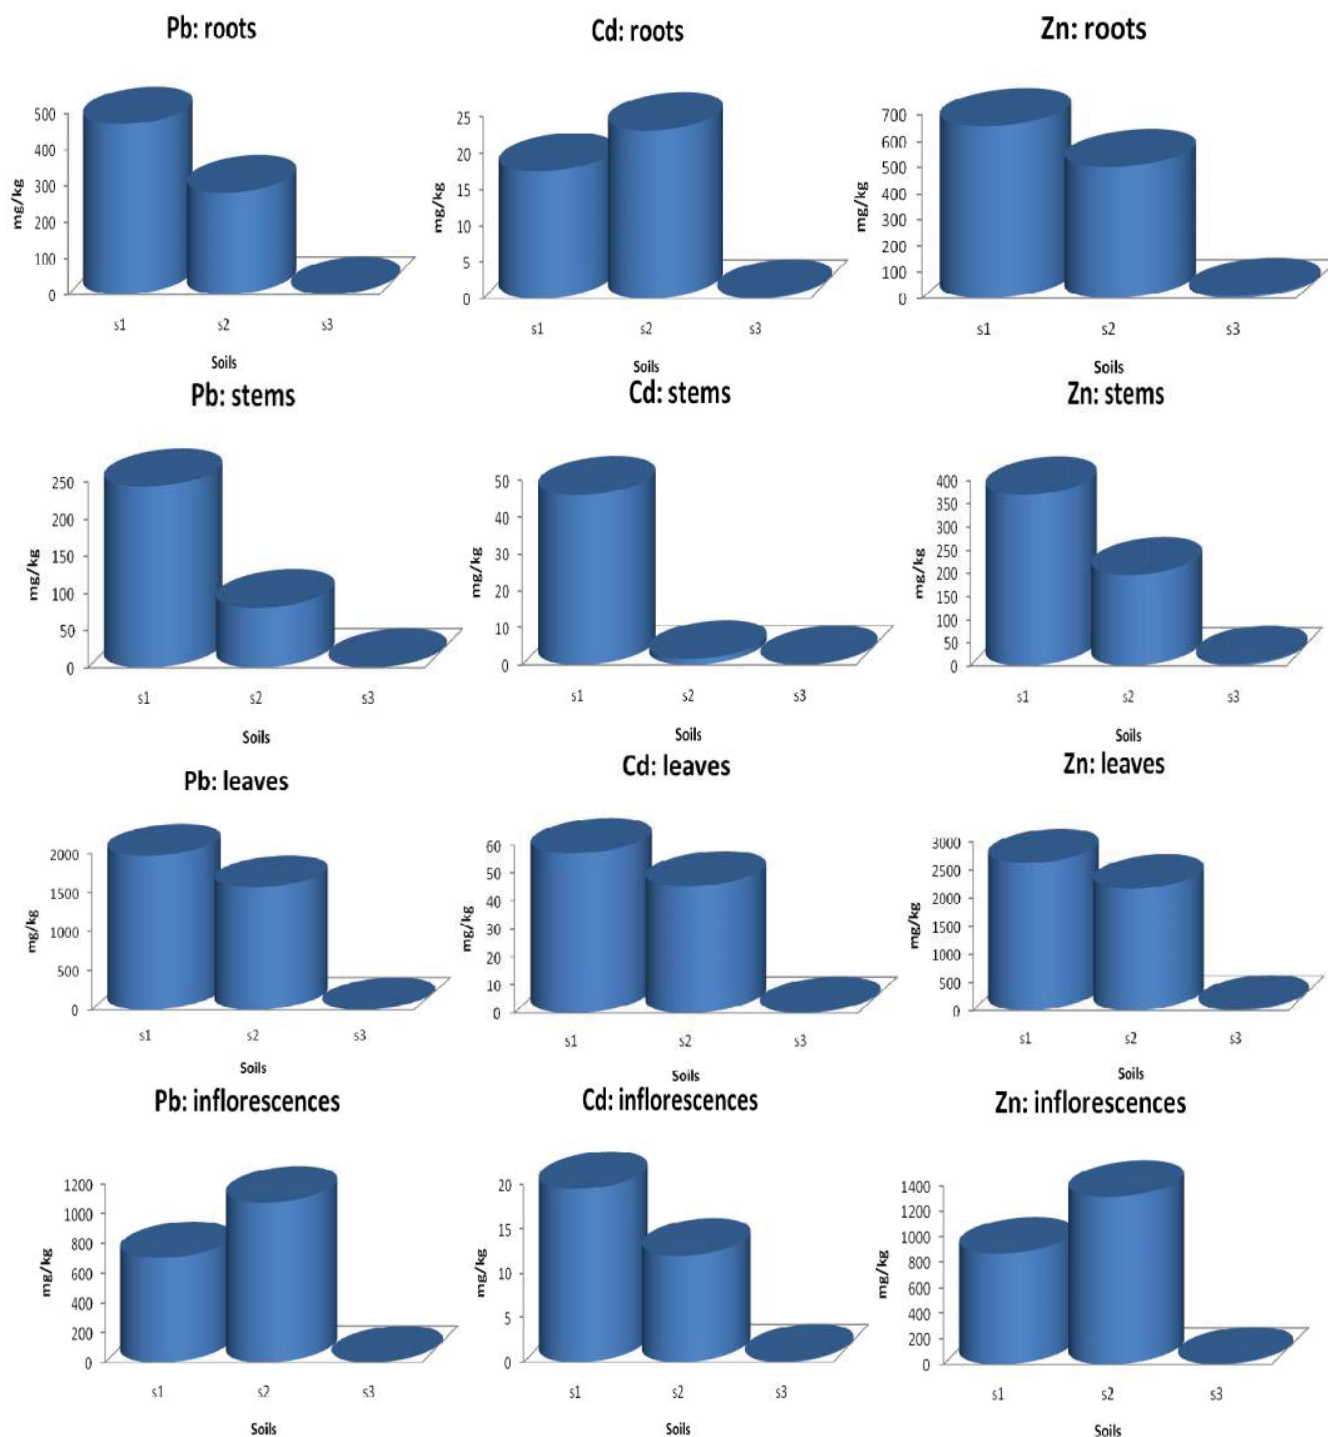 Pb: roots
Cd: roots
Zn: roots
500
400
300
200
100
0
mg/kg
s1
s2
s3
Soils
25
20
15
10
5
0
mg/kg
s1
s2
s3
Soils
700
600
500
400
300
200
100
0
mg/kg
s1
s2
s3
Soils
Pb: stems
Cd: stems
Zn: stems
250
200
150
100
50
0
mg/kg
s1
s2
s3
Soils
50
40
30
20
10
0
mg/kg
s1
s2
s3
Soils
400
350
300
250
200
150
100
50
0
mg/kg
s1
s2
s3
Soils
Pb: leaves
Cd: leaves
Zn: leaves
2000
1500
1000
500
0
mg/kg
s1
s2
s3
Soils
60
50
40
30
20
10
0
mg/kg
s1
s2
s3
Soils
3000
2500
2000
1500
1000
500
0
mg/kg
s1
s2
s3
Soils
Pb: inflorescences
Cd: inflorescences
Zn: inflorescences
1200
1000
800
600
400
200
0
mg/kg
s1
s2
s3
Soils
20
15
10
5
0
mg/kg
s1
s2
s3
Soils
1400
1200
1000
800
600
400
200
0
mg/kg
s1
s2
s3
Soils